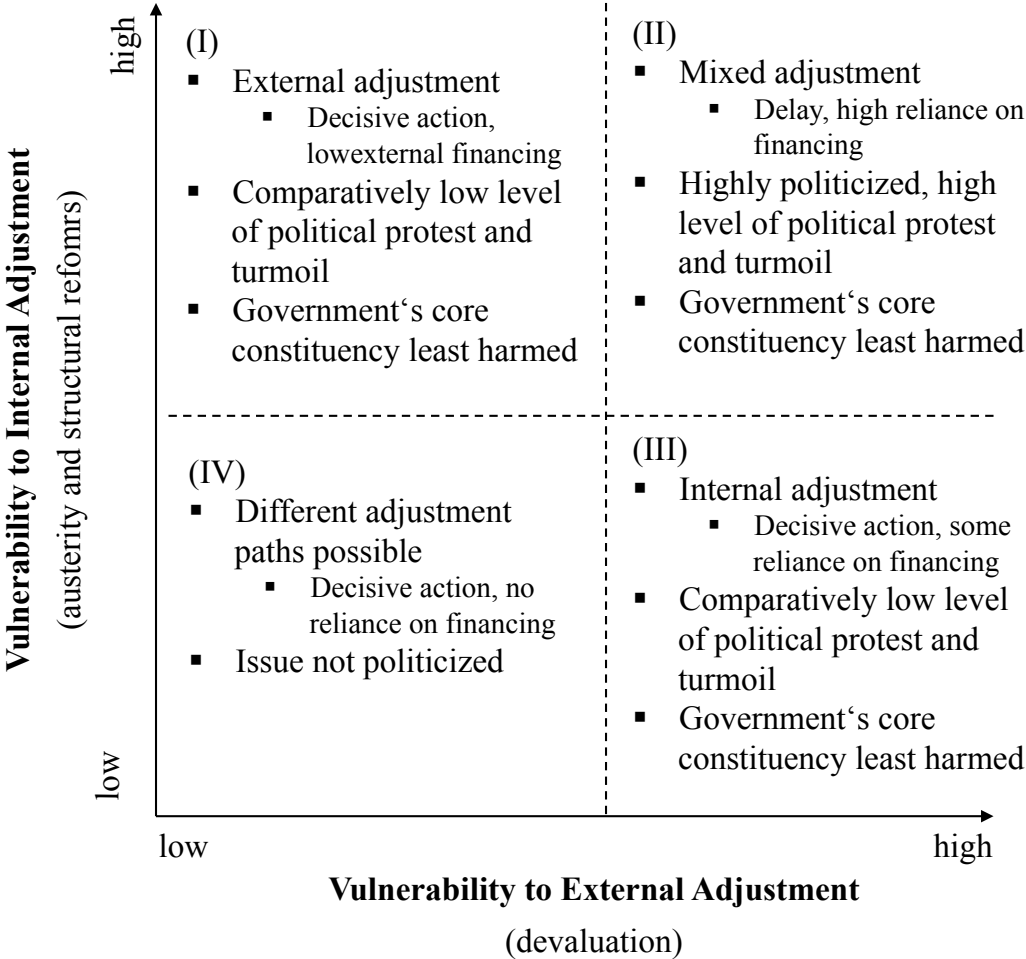 Vulnerability to Internal Adjustment
(austerity and structural refomrs)
high
low
(I)
▪ External adjustment
▪ Decisive action,
lowexternal financing
▪ Comparatively low level
of political protest and
turmoil
▪ Government‘s core
constituency least harmed
(II)
▪ Mixed adjustment
▪ Delay, high reliance on
financing
▪ Highly politicized, high
level of political protest
and turmoil
▪ Government‘s core
constituency least harmed
(IV)
▪ Different adjustment
paths possible
▪ Decisive action, no
reliance on financing
▪ Issue not politicized
(III)
▪ Internal adjustment
▪ Decisive action, some
reliance on financing
▪ Comparatively low level
of political protest and
turmoil
▪ Government‘s core
constituency least harmed
low
high
Vulnerability to External Adjustment
(devaluation)